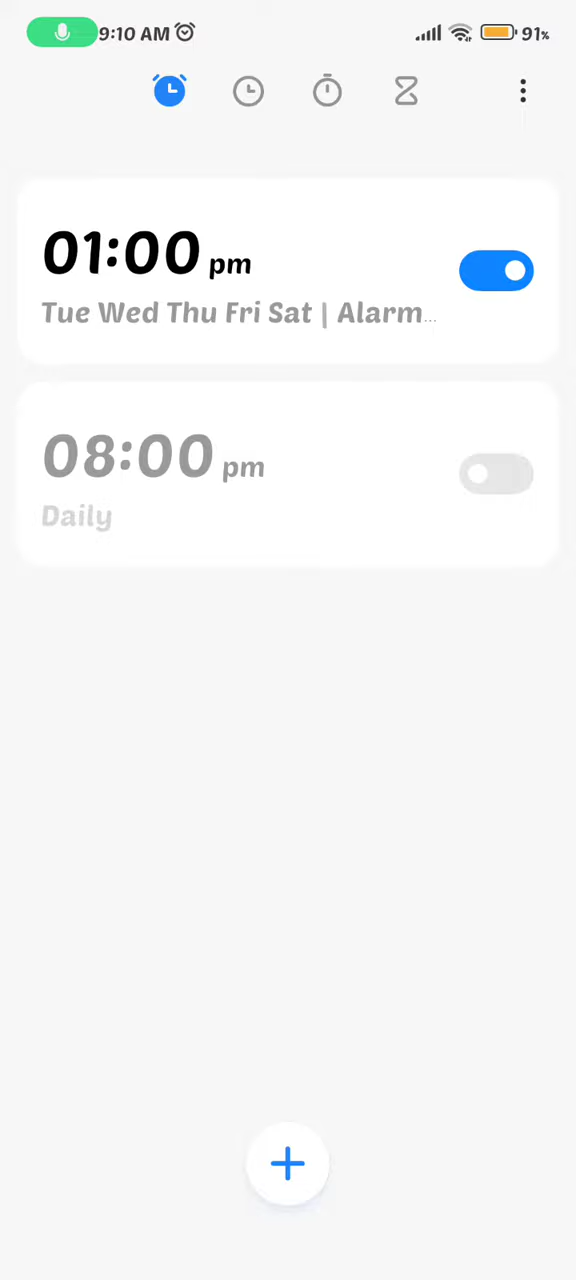 9:10 AM 91%
01:00 pm
Tue Wed Thu Fri Sat | Alarm...
08:00 pm
Daily